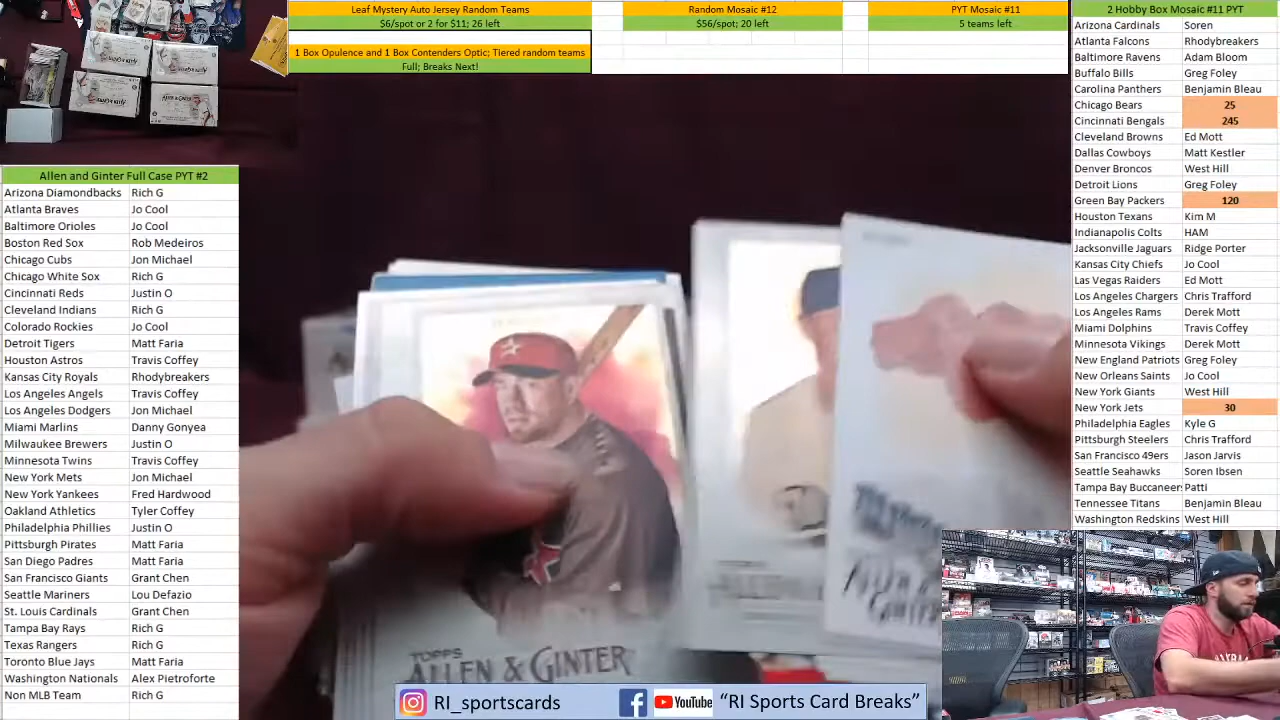 Leaf Mystery Auto Jersey Random Teams
$6/spot or 2 for $11; 26 left
1 Box Opulence and 1 Box Contenders Optic; Tiered random teams
Full; Breaks Next!
Random Mosaic #12
$56/spot; 20 left
PYT Mosaic #11
5 teams left
2 Hobby Box Mosaic #11 PYT
Arizona Cardinals Soren
Atlanta Falcons Rhodybreakers
Baltimore Ravens Adam Bloom
Buffalo Bills Greg Foley
Carolina Panthers Benjamin Bleau
Chicago Bears 25
Cincinnati Bengals 245
Cleveland Browns Ed Mott
Dallas Cowboys Matt Kestler
Denver Broncos West Hill
Detroit Lions Greg Foley
Green Bay Packers 120
Houston Texans Kim M
Indianapolis Colts HAM
Jacksonville Jaguars Ridge Porter
Kansas City Chiefs Jo Cool
Las Vegas Raiders Ed Mott
Los Angeles Chargers Chris Trafford
Los Angeles Rams Derek Mott
Miami Dolphins Travis Coffey
Minnesota Vikings Derek Mott
New England Patriots Greg Foley
New Orleans Saints Jo Cool
New York Giants West Hill
New York Jets 30
Philadelphia Eagles Kyle G
Pittsburgh Steelers Chris Trafford
San Francisco 49ers Jason Jarvis
Seattle Seahawks Soren Ibsen
Tampa Bay Buccaneer Patti
Tennessee Titans Benjamin Bleau
Washington Redskins West Hill
Allen and Ginter Full Case PYT #2
Arizona Diamondbacks Rich G
Atlanta Braves Jo Cool
Baltimore Orioles Jo Cool
Boston Red Sox Rob Medeiros
Chicago Cubs Jon Michael
Chicago White Sox Rich G
Cincinnati Reds Justin O
Cleveland Indians Rich G
Colorado Rockies Jo Cool
Detroit Tigers Matt Faria
Houston Astros Travis Coffey
Kansas City Royals Rhodybreakers
Los Angeles Angels Travis Coffey
Los Angeles Dodgers Jon Michael
Miami Marlins Danny Gonyea
Milwaukee Brewers Justin O
Minnesota Twins Travis Coffey
New York Mets Jon Michael
New York Yankees Fred Hardwood
Oakland Athletics Tyler Coffey
Philadelphia Phillies Justin O
Pittsburgh Pirates Matt Faria
San Diego Padres Matt Faria
San Francisco Giants Grant Chen
Seattle Mariners Lou Defazio
St. Louis Cardinals Grant Chen
Tampa Bay Rays Rich G
Texas Rangers Rich G
Toronto Blue Jays Matt Faria
Washington Nationals Alex Pietroforte
Non MLB Team Rich G
TOPPS
ALLEN & GINTER
RI_sportscards
YouTube
"RI Sports Card Breaks"